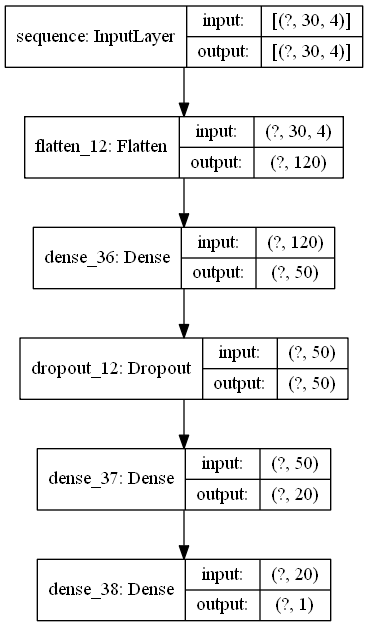 sequence: InputLayer
input: [(?, 30, 4)]
output: [(?, 30, 4)]
flatten_12: Flatten
input: (?, 30, 4)
output: (?, 120)
dense_36: Dense
input: (?, 120)
output: (?, 50)
dropout_12: Dropout
input: (?, 50)
output: (?, 50)
dense_37: Dense
input: (?, 50)
output: (?, 20)
dense_38: Dense
input: (?, 20)
output: (?, 1)